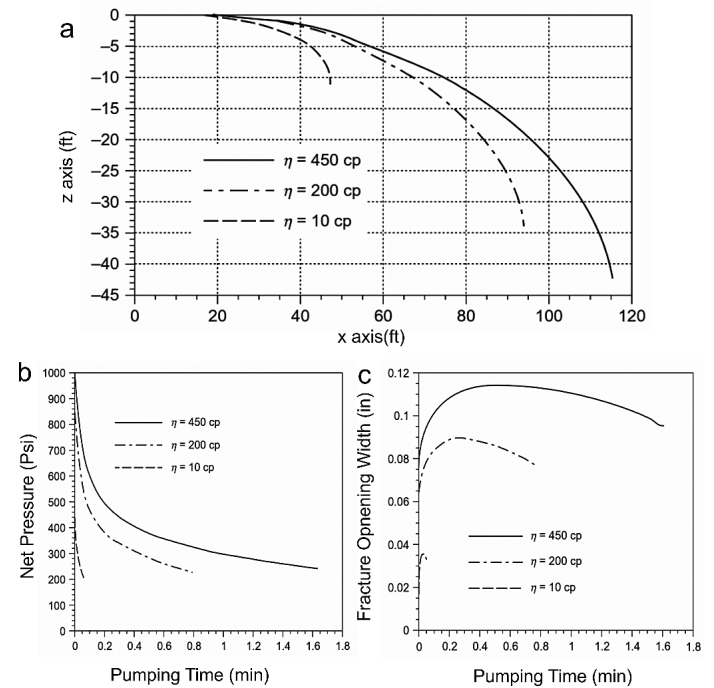 a
0
−5
−10
−15
−20
−25
−30
−35
−40
−45
z axis (ft)
η = 450 cp
η = 200 cp
η = 10 cp
0 20 40 60 80 100 120
x axis(ft)
b
1000
900
800
700
600
500
400
300
200
100
0
Net Pressure (Psi)
η = 450 cp
η = 200 cp
η = 10 cp
0 0.2 0.4 0.6 0.8 1 1.2 1.4 1.6 1.8
Pumping Time (min)
c
0.12
0.1
0.08
0.06
0.04
0.02
0
Fracture Opnening Width (in)
η = 450 cp
η = 200 cp
η = 10 cp
0 0.2 0.4 0.6 0.8 1 1.2 1.4 1.6 1.8
Pumping Time (min)